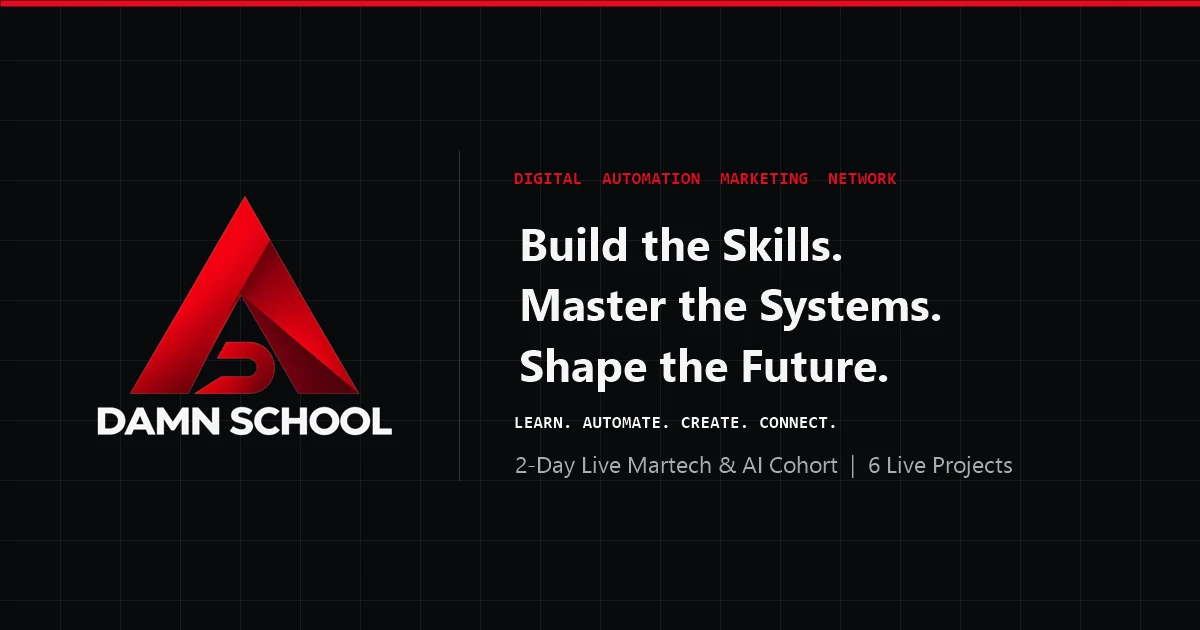 DIGITAL AUTOMATION MARKETING NETWORK
Build the Skills.
Master the Systems.
Shape the Future.
LEARN. AUTOMATE. CREATE. CONNECT.
2-Day Live Martech & AI Cohort | 6 Live Projects
DAMN SCHOOL